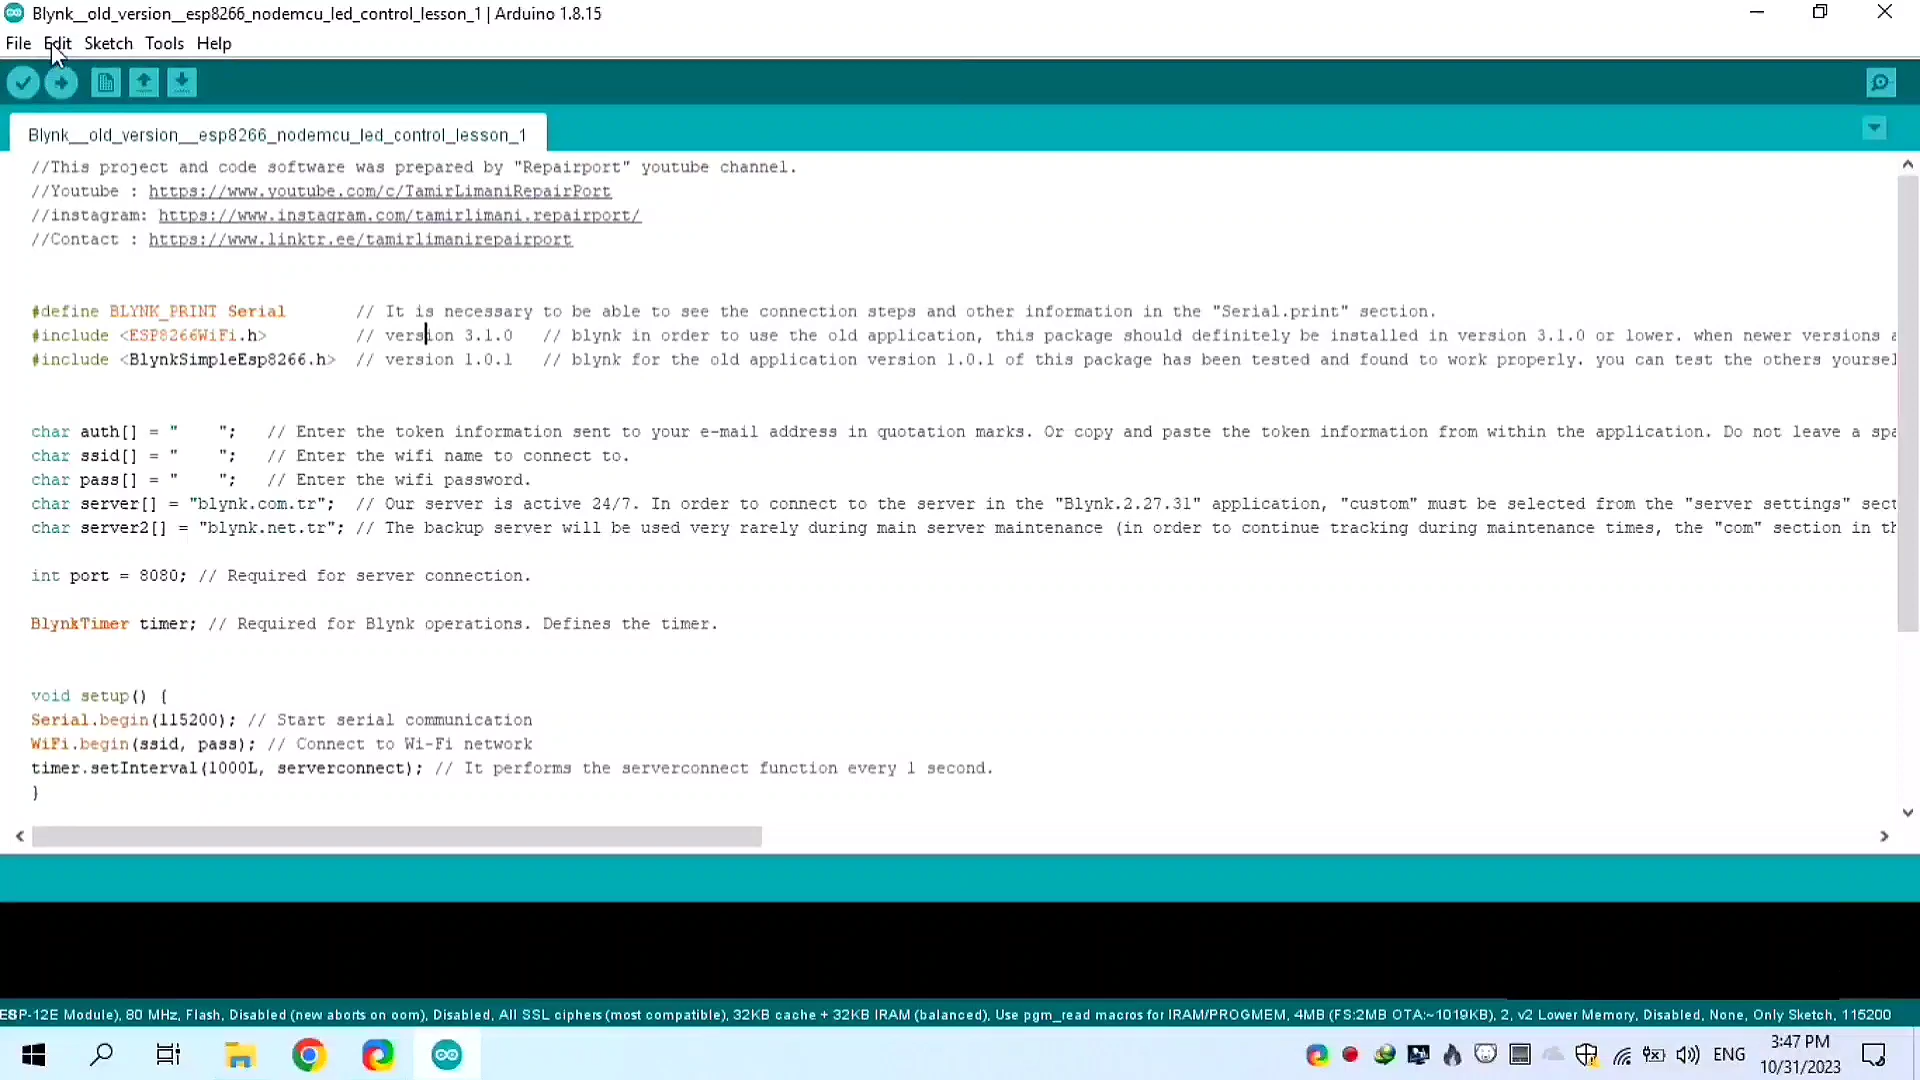 Blynk__old_version__esp8266_nodemcu_led_control_lesson_1 | Arduino 1.8.15
File Edit Sketch Tools Help
Blynk__old_version__esp8266_nodemcu_led_control_lesson_1
//This project and code software was prepared by "Repairport" youtube channel.
//Youtube : https://www.youtube.com/c/TamirLimaniRepairPort
//instagram: https://www.instagram.com/tamirlimani.repairport/
//Contact : https://www.linktr.ee/tamirlimanirepairport
#define BLYNK_PRINT Serial // It is necessary to be able to see the connection steps and other information in the "Serial.print" section.
#include <ESP8266WiFi.h> // version 3.1.0 // blynk in order to use the old application, this package should definitely be installed in version 3.1.0 or lower. when newer versions a
#include <BlynkSimpleEsp8266.h> // version 1.0.1 // blynk for the old application version 1.0.1 of this package has been tested and found to work properly. you can test the others yoursel
char auth[] = " "; // Enter the token information sent to your e-mail address in quotation marks. Or copy and paste the token information from within the application. Do not leave a spa
char ssid[] = " "; // Enter the wifi name to connect to.
char pass[] = " "; // Enter the wifi password.
char server[] = "blynk.com.tr"; // Our server is active 24/7. In order to connect to the server in the "Blynk.2.27.31" application, "custom" must be selected from the "server settings" sect
char server2[] = "blynk.net.tr"; // The backup server will be used very rarely during main server maintenance (in order to continue tracking during maintenance times, the "com" section in th
int port = 8080; // Required for server connection.
BlynkTimer timer; // Required for Blynk operations. Defines the timer.
void setup() {
Serial.begin(115200); // Start serial communication
WiFi.begin(ssid, pass); // Connect to Wi-Fi network
timer.setInterval(1000L, serverconnect); // It performs the serverconnect function every 1 second.
}
ESP-12E Module), 80 MHz, Flash, Disabled (new aborts on oom), Disabled, All SSL ciphers (most compatible), 32KB cache + 32KB IRAM (balanced), Use pgm_read macros for IRAM/PROGMEM, 4MB (FS:2MB OTA:~1019KB), 2, v2 Lower Memory, Disabled, None, Only Sketch, 115200
ENG
3:47 PM
10/31/2023